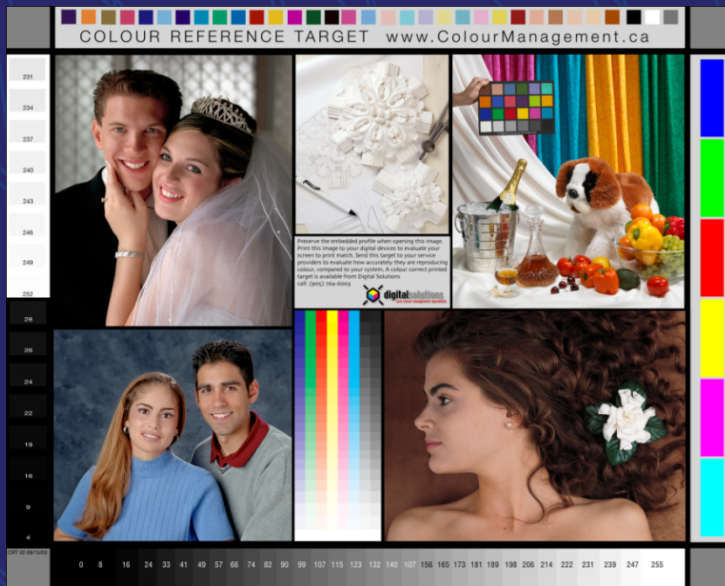 COLOUR REFERENCE TARGET www.ColourManagement.ca
231
234
237
240
243
246
249
252
28
26
24
22
19
16
9
4
Preserve the embedded profile when opening this image.
Print this image to your digital devices to evaluate your
screen to print match. Send this target to your service
providers to evaluate how accurately they are reproducing
colour, compared to your system. A colour correct printed
target is available from Digital Solutions
digitalsolutions
0 8 16 24 33 41 49 57 66 74 82 90 99 107 115 123 132 140 107 156 165 173 181 189 198 206 214 222 231 239 247 255